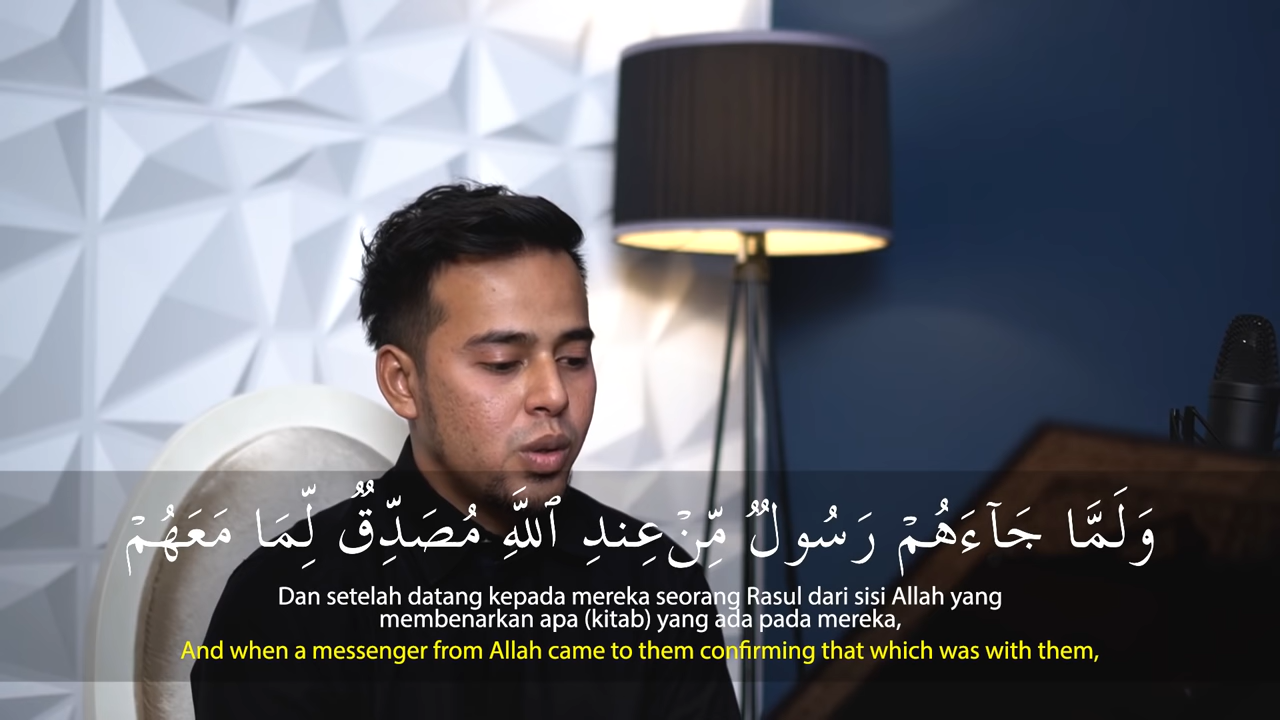 وَلَمَّا جَآءَهُمْ رَسُولٌ مِّنْ عِندِ ٱللَّهِ مُصَدِّقٌ لِّمَا مَعَهُمْ
Dan setelah datang kepada mereka seorang Rasul dari sisi Allah yang
membenarkan apa (kitab) yang ada pada mereka,
And when a messenger from Allah came to them confirming that which was with them,